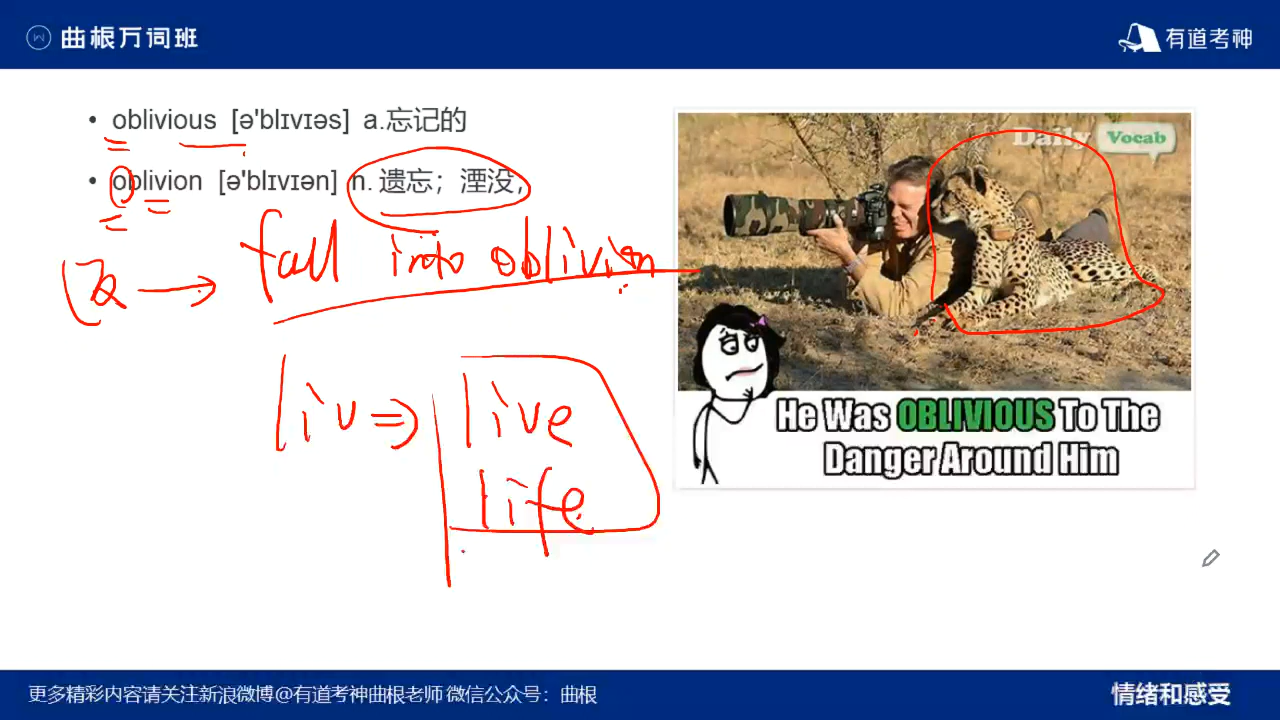 曲根万词班
有道考神
• oblivious [ə'blɪvɪəs] a.忘记的
• oblivion [ə'blɪvɪən] n. 遗忘；湮没，
反 → fall into oblivion
liv ⇒ live
life
Daily Vocab
He Was OBLIVIOUS To The
Danger Around Him
更多精彩内容请关注新浪微博@有道考神曲根老师 微信公众号：曲根
情绪和感受